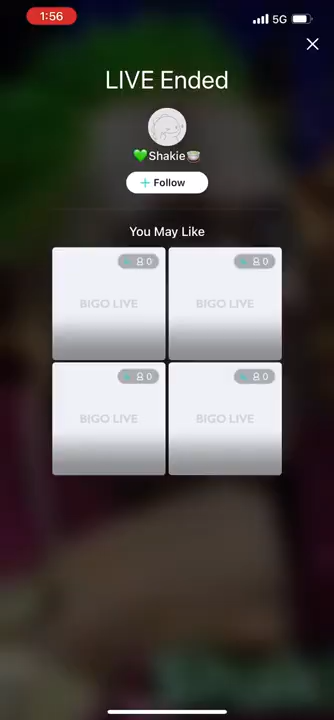 1:56
5G
LIVE Ended
💚Shakie🍵
+ Follow
You May Like
0
0
BIGO LIVE
BIGO LIVE
0
0
BIGO LIVE
BIGO LIVE